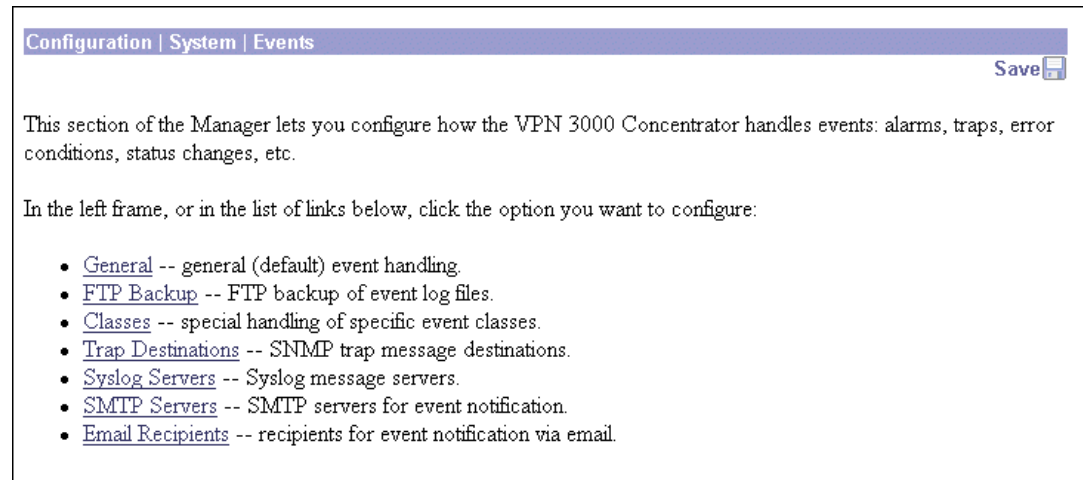 Configuration | System | Events
Save
This section of the Manager lets you configure how the VPN 3000 Concentrator handles events: alarms, traps, error
conditions, status changes, etc.
In the left frame, or in the list of links below, click the option you want to configure:
• General -- general (default) event handling.
• FTP Backup -- FTP backup of event log files.
• Classes -- special handling of specific event classes.
• Trap Destinations -- SNMP trap message destinations.
• Syslog Servers -- Syslog message servers.
• SMTP Servers -- SMTP servers for event notification.
• Email Recipients -- recipients for event notification via email.